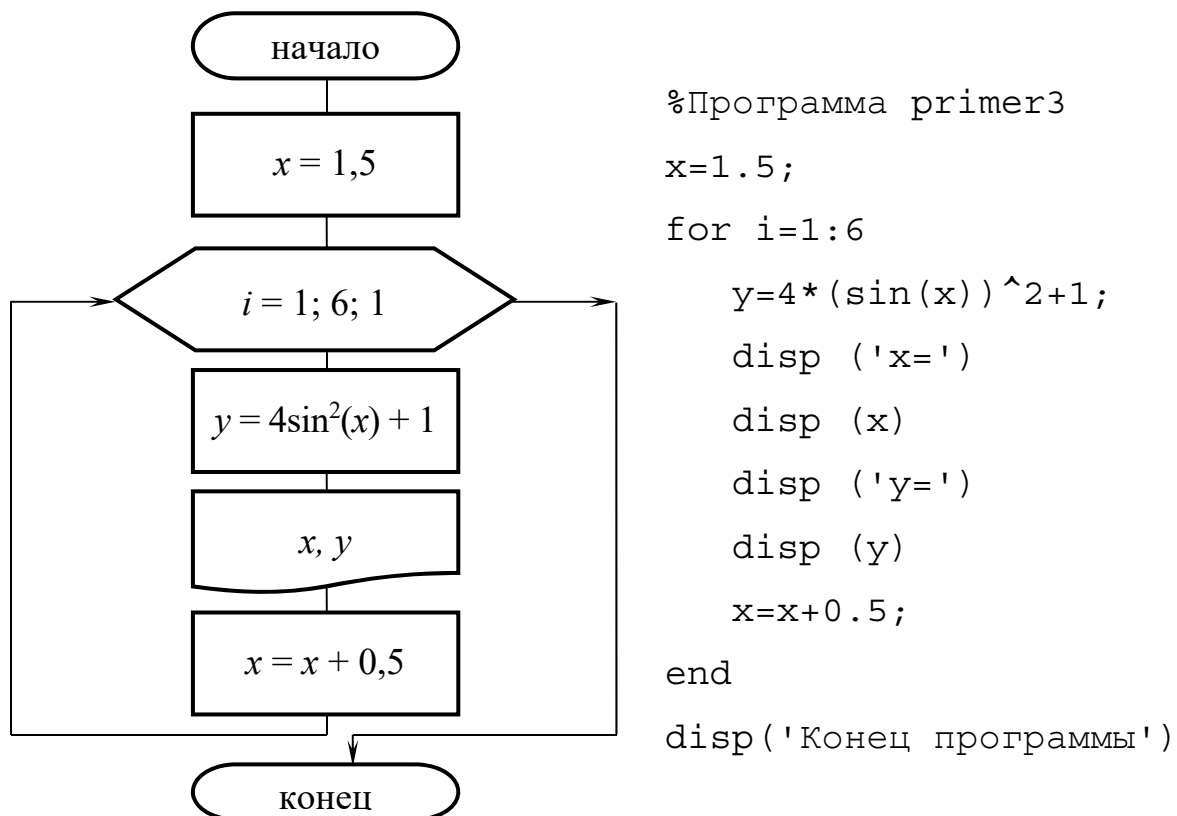 начало
x = 1,5
i = 1; 6; 1
y = 4sin²(x) + 1
x, y
x = x + 0,5
конец
%Программа primer3
x=1.5;
for i=1:6
y=4*(sin(x))^2+1;
disp ('x=')
disp (x)
disp ('y=')
disp (y)
x=x+0.5;
end
disp('Конец программы')